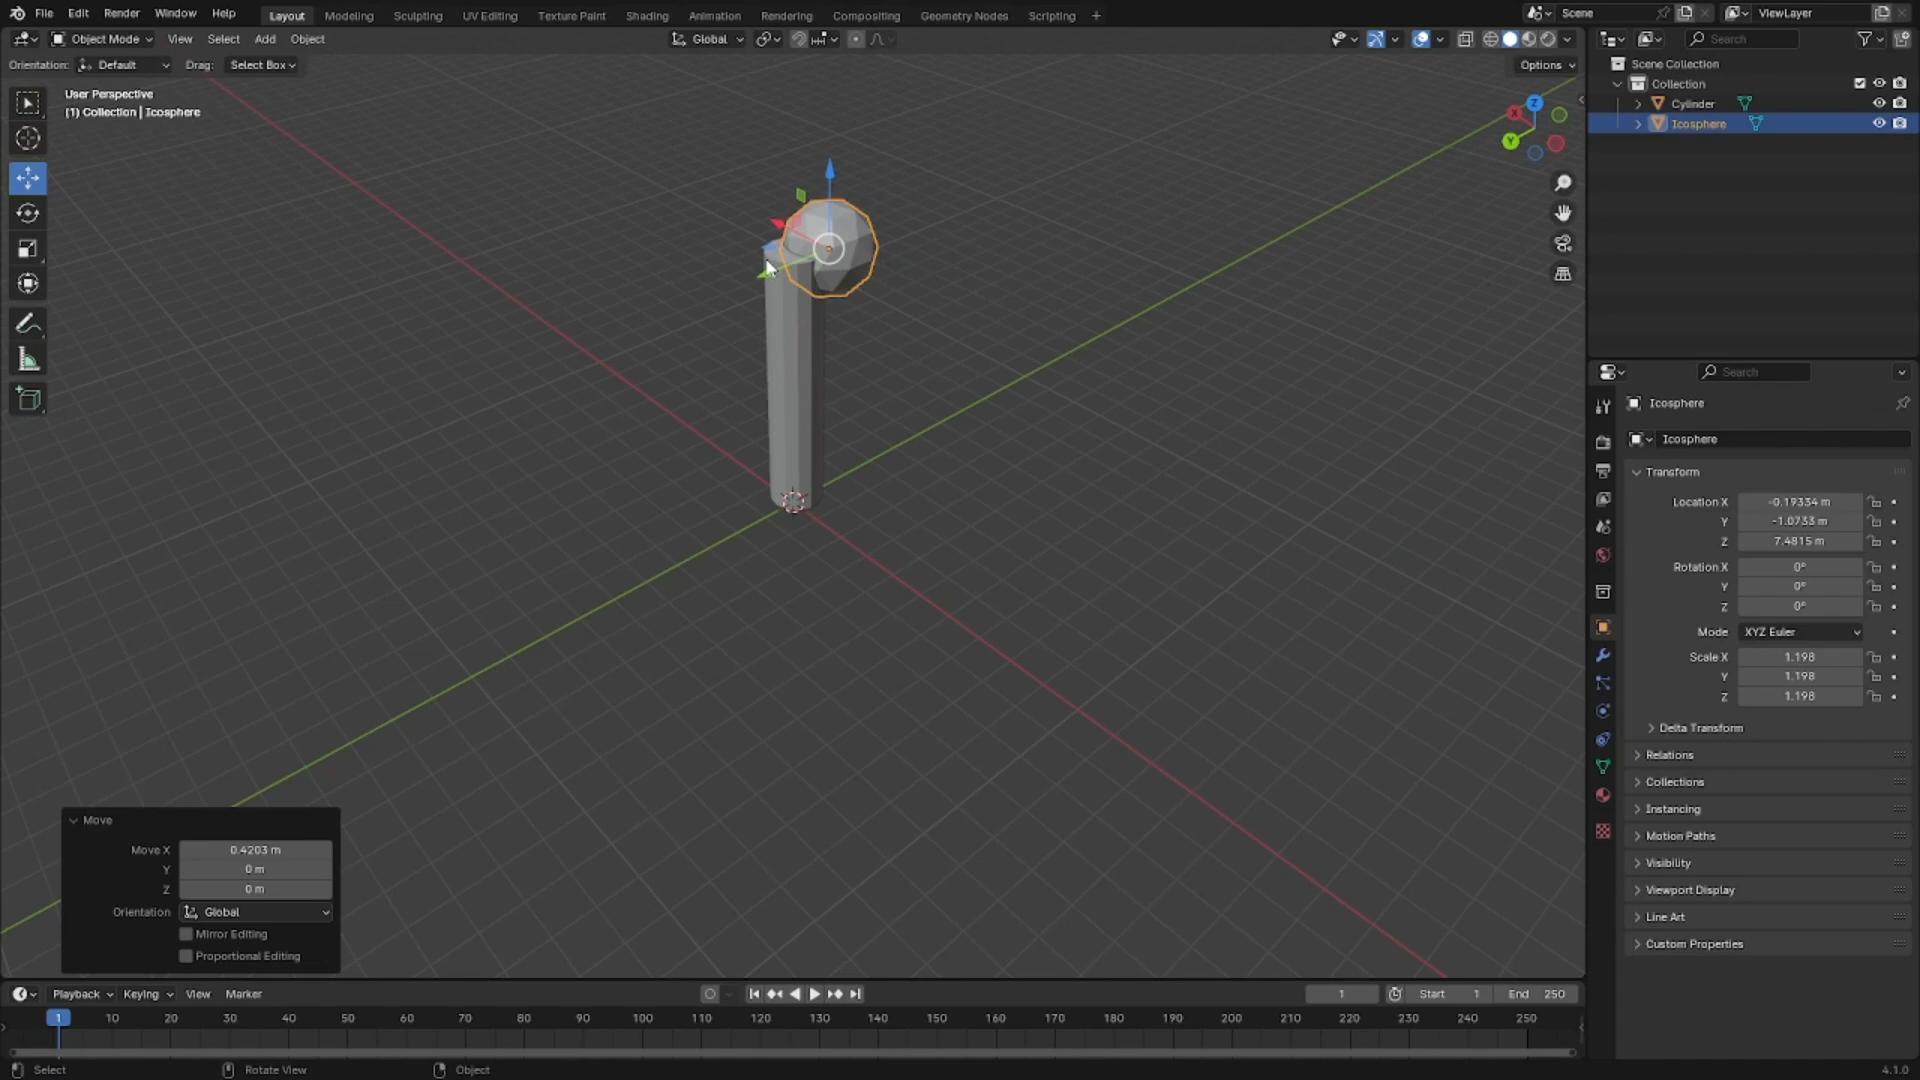 File Edit Render Window Help Layout Modeling Sculpting UV Editing Texture Paint Shading Animation Rendering Compositing Geometry Nodes Scripting + Scene ViewLayer
Object Mode View Select Add Object Global Search
Orientation: Default Drag: Select Box Options
User Perspective
(1) Collection | Icosphere
Z
X
Y
Scene Collection
Collection
Cylinder
Icosphere
Search
Icosphere
Icosphere
Transform
Location X -0.19334 m
Y -1.0733 m
Z 7.4815 m
Rotation X 0°
Y 0°
Z 0°
Mode XYZ Euler
Scale X 1.198
Y 1.198
Z 1.198
Delta Transform
Relations
Collections
Instancing
Motion Paths
Visibility
Viewport Display
Line Art
Custom Properties
Move
Move X 0.4203 m
Y 0 m
Z 0 m
Orientation Global
Mirror Editing
Proportional Editing
Playback Keying View Marker 1 Start 1 End 250
1 10 20 30 40 50 60 70 80 90 100 110 120 130 140 150 160 170 180 190 200 210 220 230 240 250
Select Rotate View Object 4.1.0